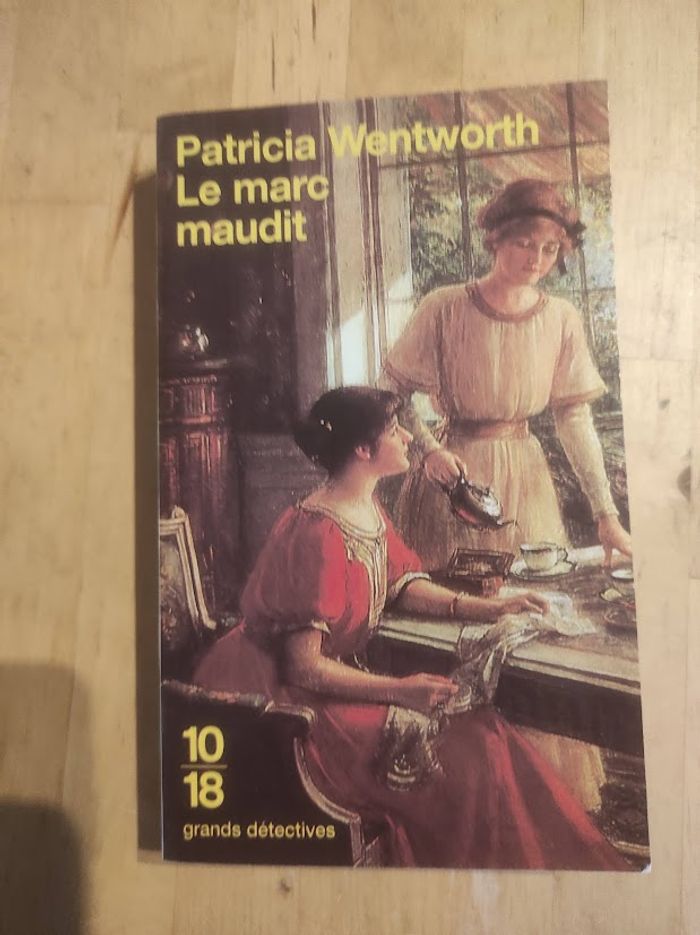 Patricia Wentworth
Le marc
maudit
10
18
grands détectives